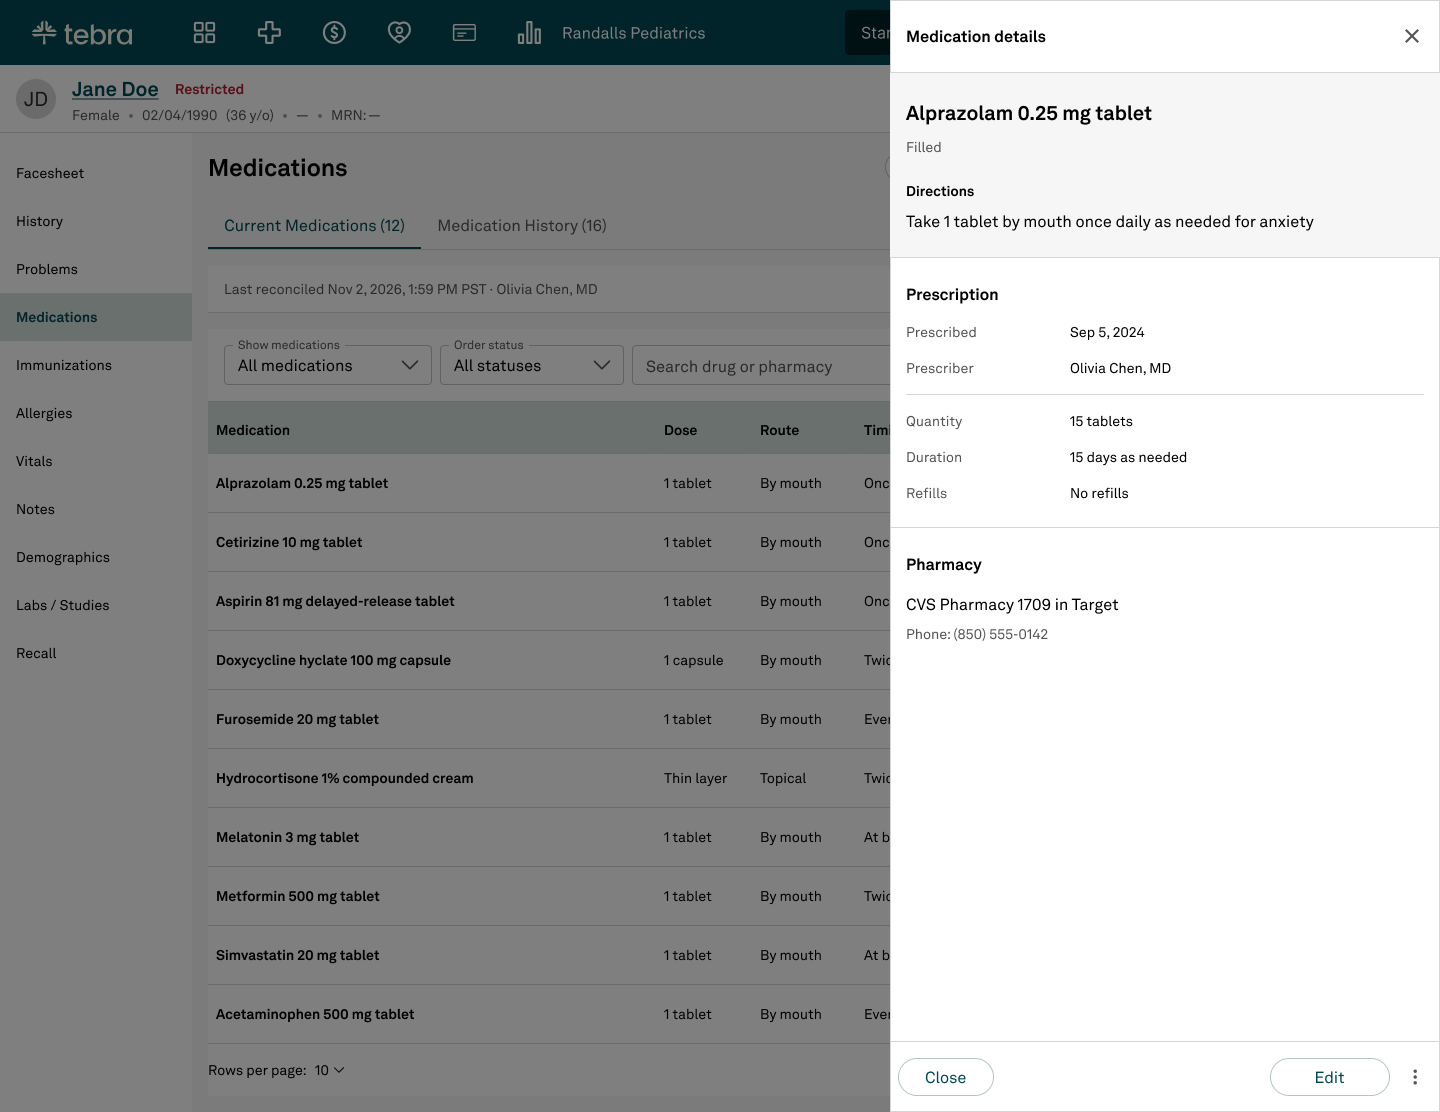 tebra
Randalls Pediatrics
JD
Jane Doe Restricted
Female • 02/04/1990 (36 y/o) • — • MRN: —
Facesheet
History
Problems
Medications
Immunizations
Allergies
Vitals
Notes
Demographics
Labs / Studies
Recall
Medications
Current Medications (12) Medication History (16)
Last reconciled Nov 2, 2026, 1:59 PM PST · Olivia Chen, MD
Show medications
All medications
Order status
All statuses
Search drug or pharmacy
Medication Dose Route
Alprazolam 0.25 mg tablet 1 tablet By mouth
Cetirizine 10 mg tablet 1 tablet By mouth
Aspirin 81 mg delayed-release tablet 1 tablet By mouth
Doxycycline hyclate 100 mg capsule 1 capsule By mouth
Furosemide 20 mg tablet 1 tablet By mouth
Hydrocortisone 1% compounded cream Thin layer Topical
Melatonin 3 mg tablet 1 tablet By mouth At
Metformin 500 mg tablet 1 tablet By mouth
Simvastatin 20 mg tablet 1 tablet By mouth At
Acetaminophen 500 mg tablet 1 tablet By mouth
Rows per page: 10
Medication details
Alprazolam 0.25 mg tablet
Filled
Directions
Take 1 tablet by mouth once daily as needed for anxiety
Prescription
Prescribed Sep 5, 2024
Prescriber Olivia Chen, MD
Quantity 15 tablets
Duration 15 days as needed
Refills No refills
Pharmacy
CVS Pharmacy 1709 in Target
Phone: (850) 555-0142
Close Edit